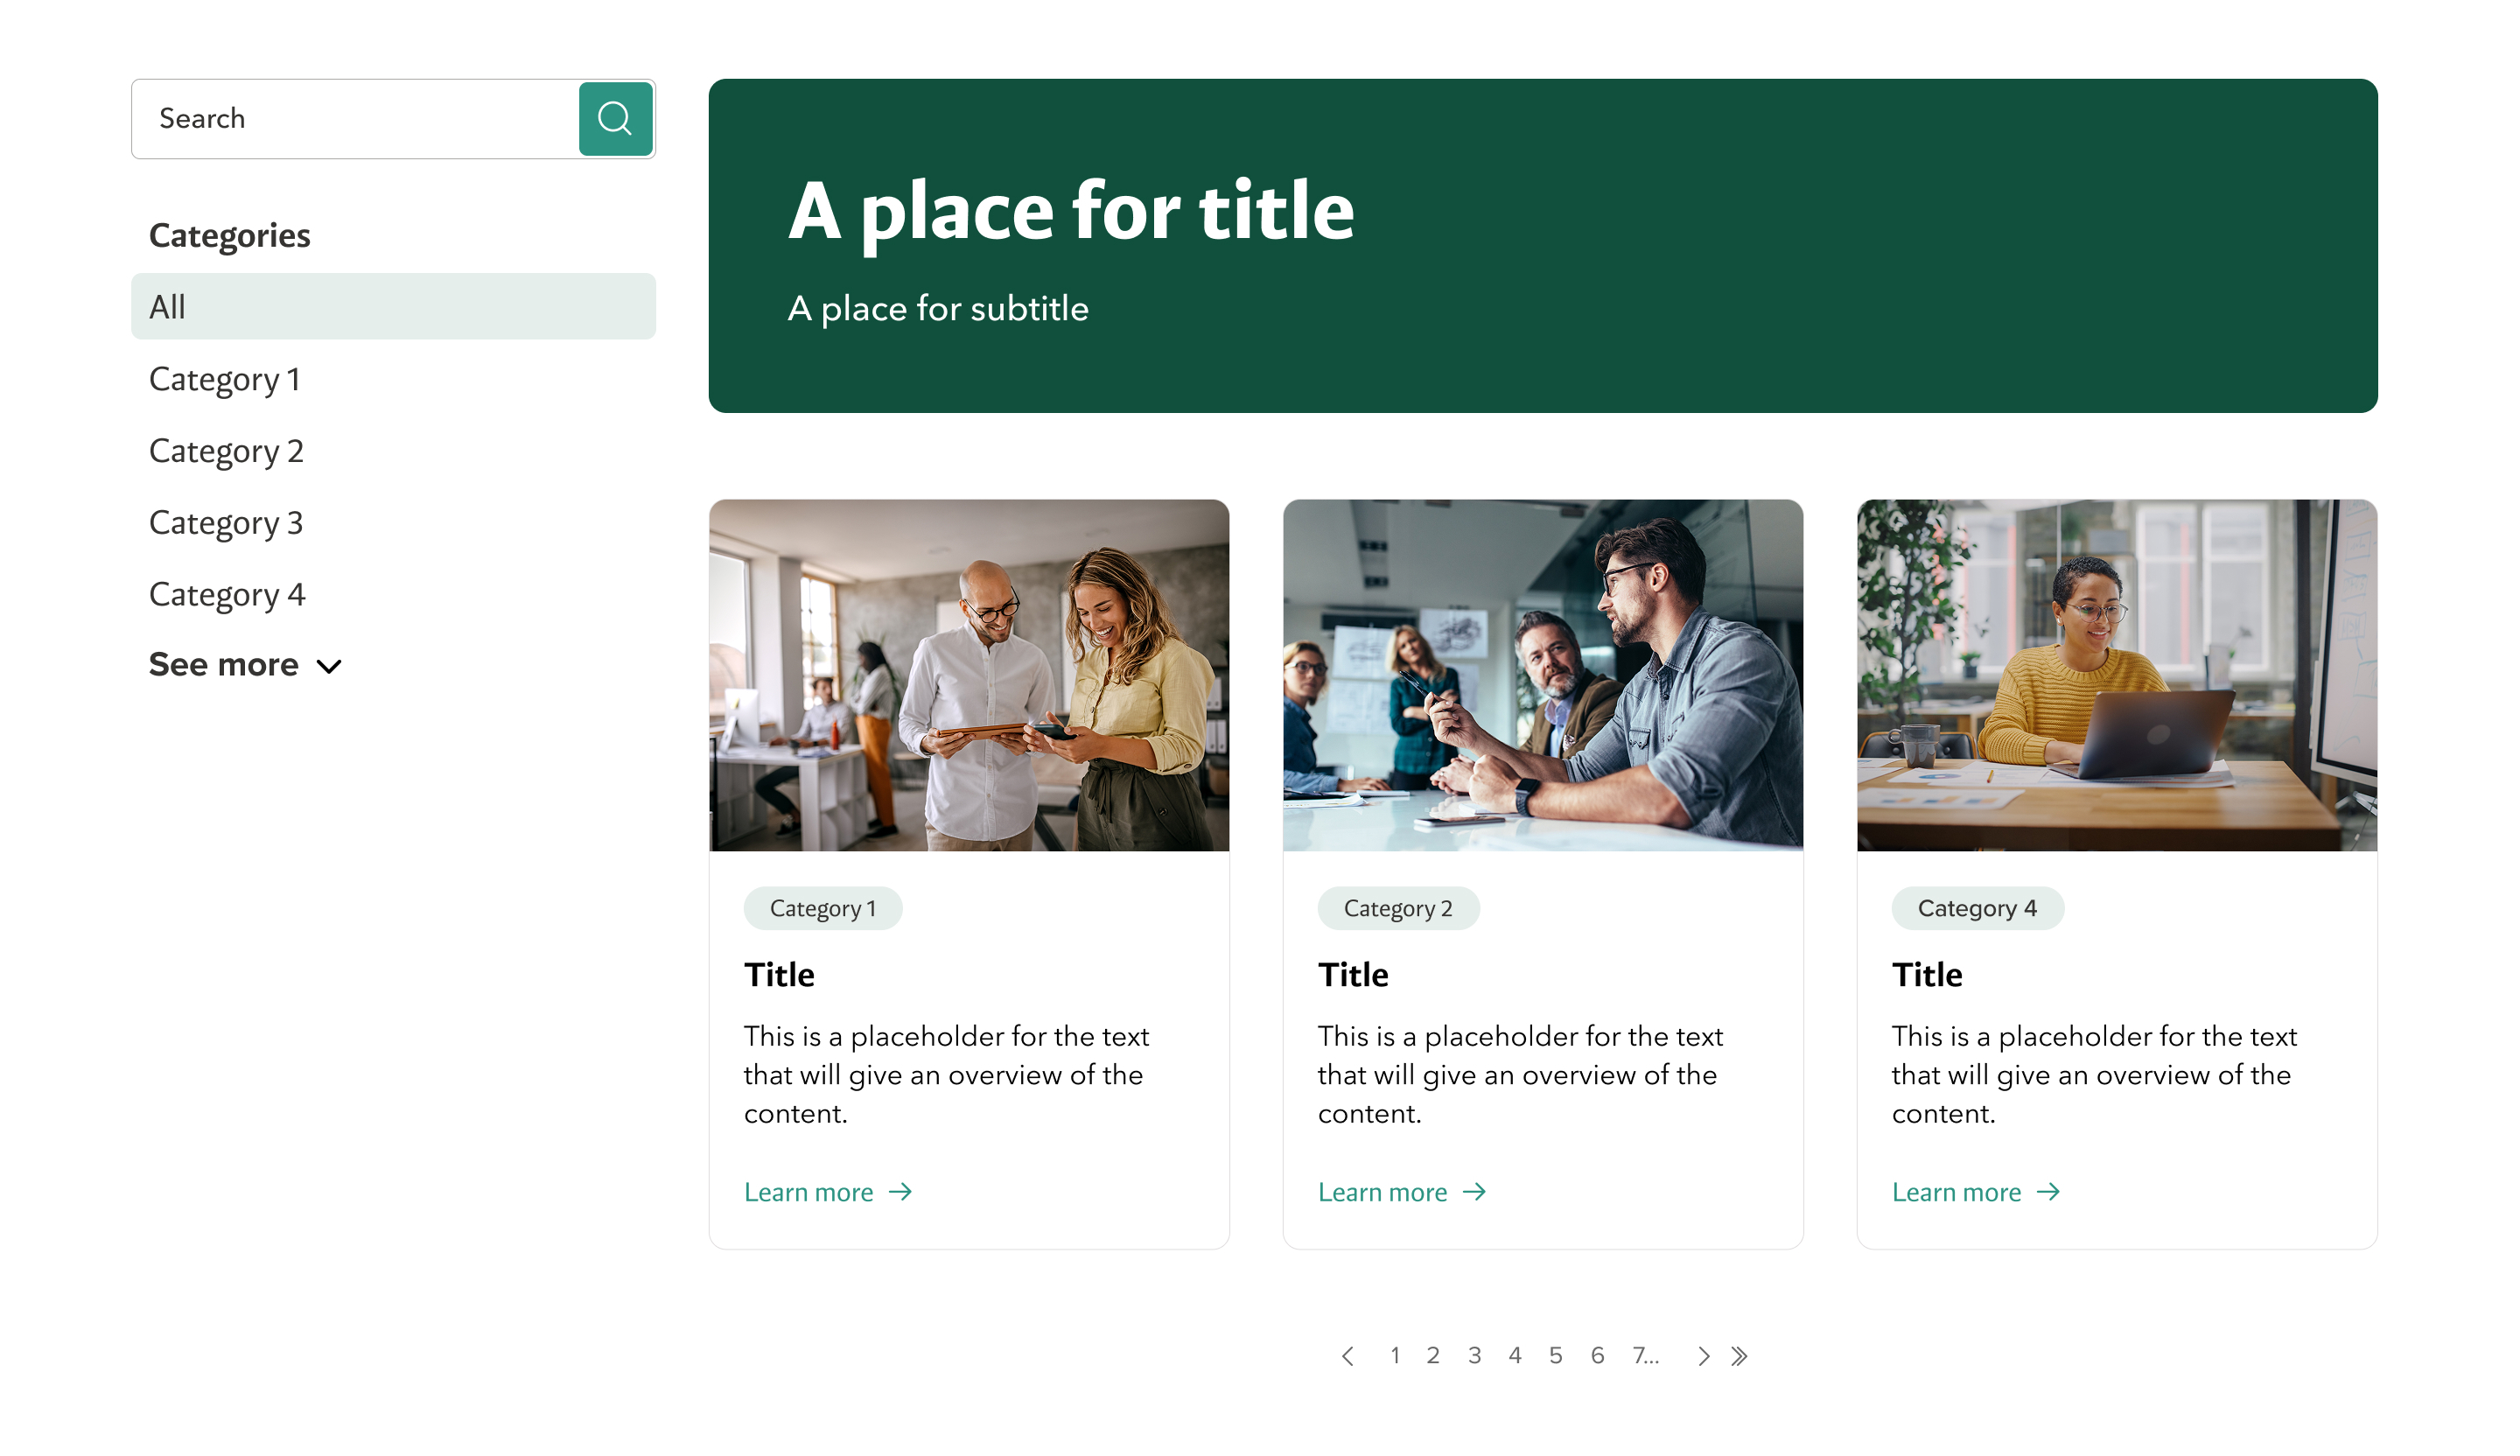 Search
Categories
All
Category 1
Category 2
Category 3
Category 4
See more
A place for title
A place for subtitle
Category 1
Title
This is a placeholder for the text
that will give an overview of the
content.
Learn more
Category 2
Title
This is a placeholder for the text
that will give an overview of the
content.
Learn more
Category 4
Title
This is a placeholder for the text
that will give an overview of the
content.
Learn more
1 2 3 4 5 6 7...